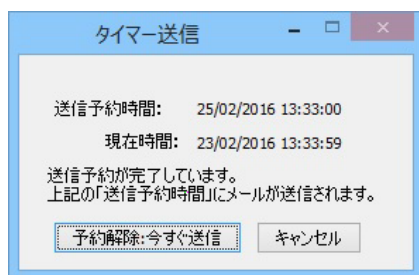 タイマー送信
送信予約時間: 25/02/2016 13:33:00
現在時間: 23/02/2016 13:33:59
送信予約が完了しています。
上記の「送信予約時間」にメールが送信されます。
予約解除:今すぐ送信 キャンセル